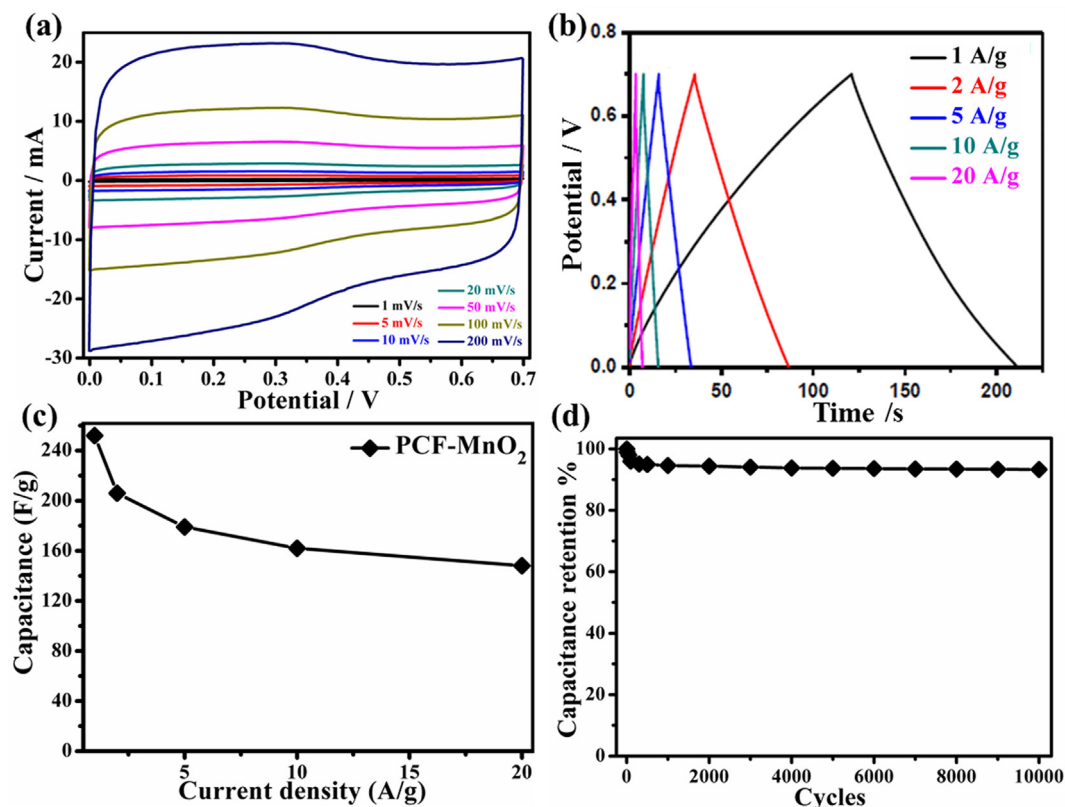 (a)
20
10
0
-10
-20
-30
Current / mA
1 mV/s
5 mV/s
10 mV/s
20 mV/s
50 mV/s
100 mV/s
200 mV/s
0.0 0.1 0.2 0.3 0.4 0.5 0.6 0.7
Potential / V
(b)
0.8
0.6
0.4
0.2
0.0
Potential / V
1 A/g
2 A/g
5 A/g
10 A/g
20 A/g
0 50 100 150 200
Time /s
(c)
240
200
160
120
80
40
0
Capacitance (F/g)
PCF-MnO₂
5 10 15 20
Current density (A/g)
(d)
100
80
60
40
20
0
Capacitance retention %
0 2000 4000 6000 8000 10000
Cycles